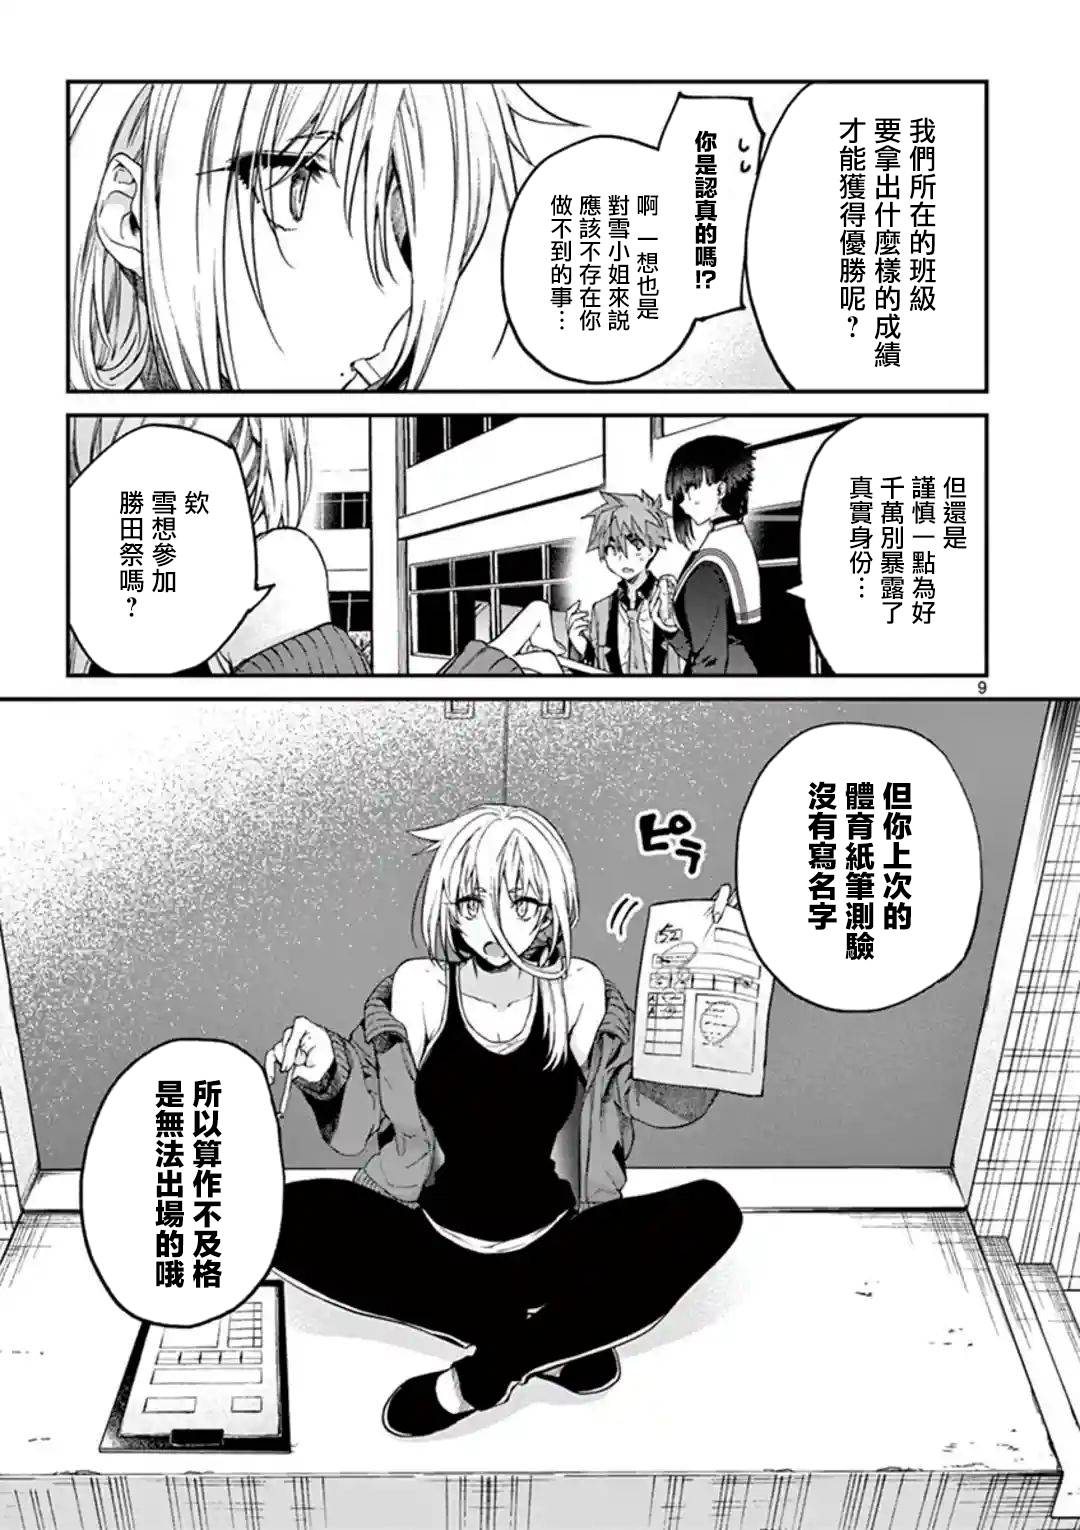 我們所在的班級
要拿出什麼樣的成績
才能獲得優勝呢?
你是認真的嗎!?
啊 一想也是
對雪小姐來説
應該不存在你
做不到的事…
但還是
謹慎一點為好
千萬別暴露了
真實身份…
欸
雪想參加
勝田祭嗎?
9
但你上次的
體育紙筆測驗
沒有寫名字
ピラ
52
所以算作不及格
是無法出場的哦